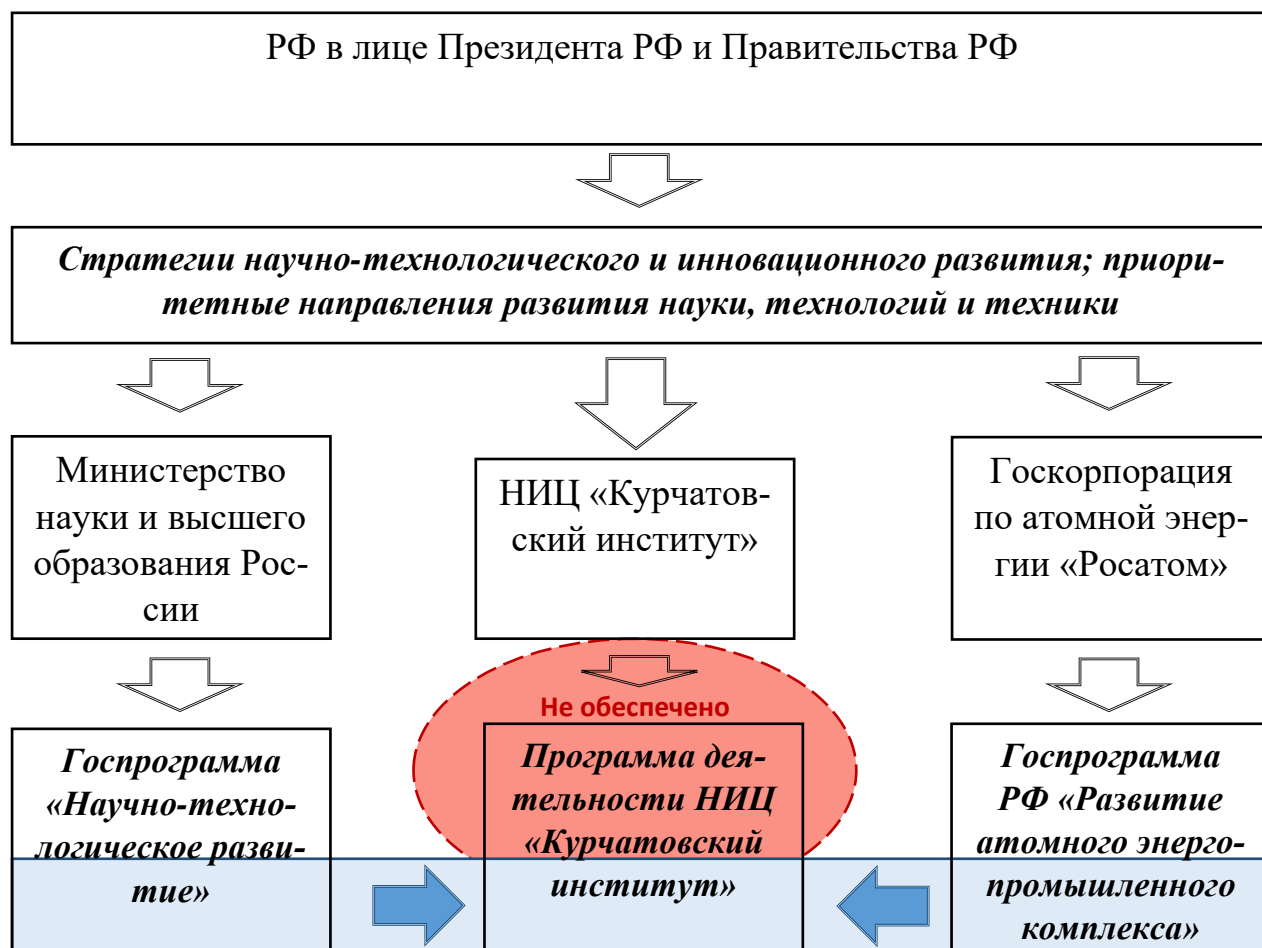 РФ в лице Президента РФ и Правительства РФ
Стратегии научно-технологического и инновационного развития; приори-
тетные направления развития науки, технологий и техники
Министерство
науки и высшего
образования Рос-
сии
НИЦ «Курчатов-
ский институт»
Госкорпорация
по атомной энер-
гии «Росатом»
Не обеспечено
Госпрограмма
«Научно-техно-
логическое разви-
тие»
Программа дея-
тельности НИЦ
«Курчатовский
институт»
Госпрограмма
РФ «Развитие
атомного энерго-
промышленного
комплекса»